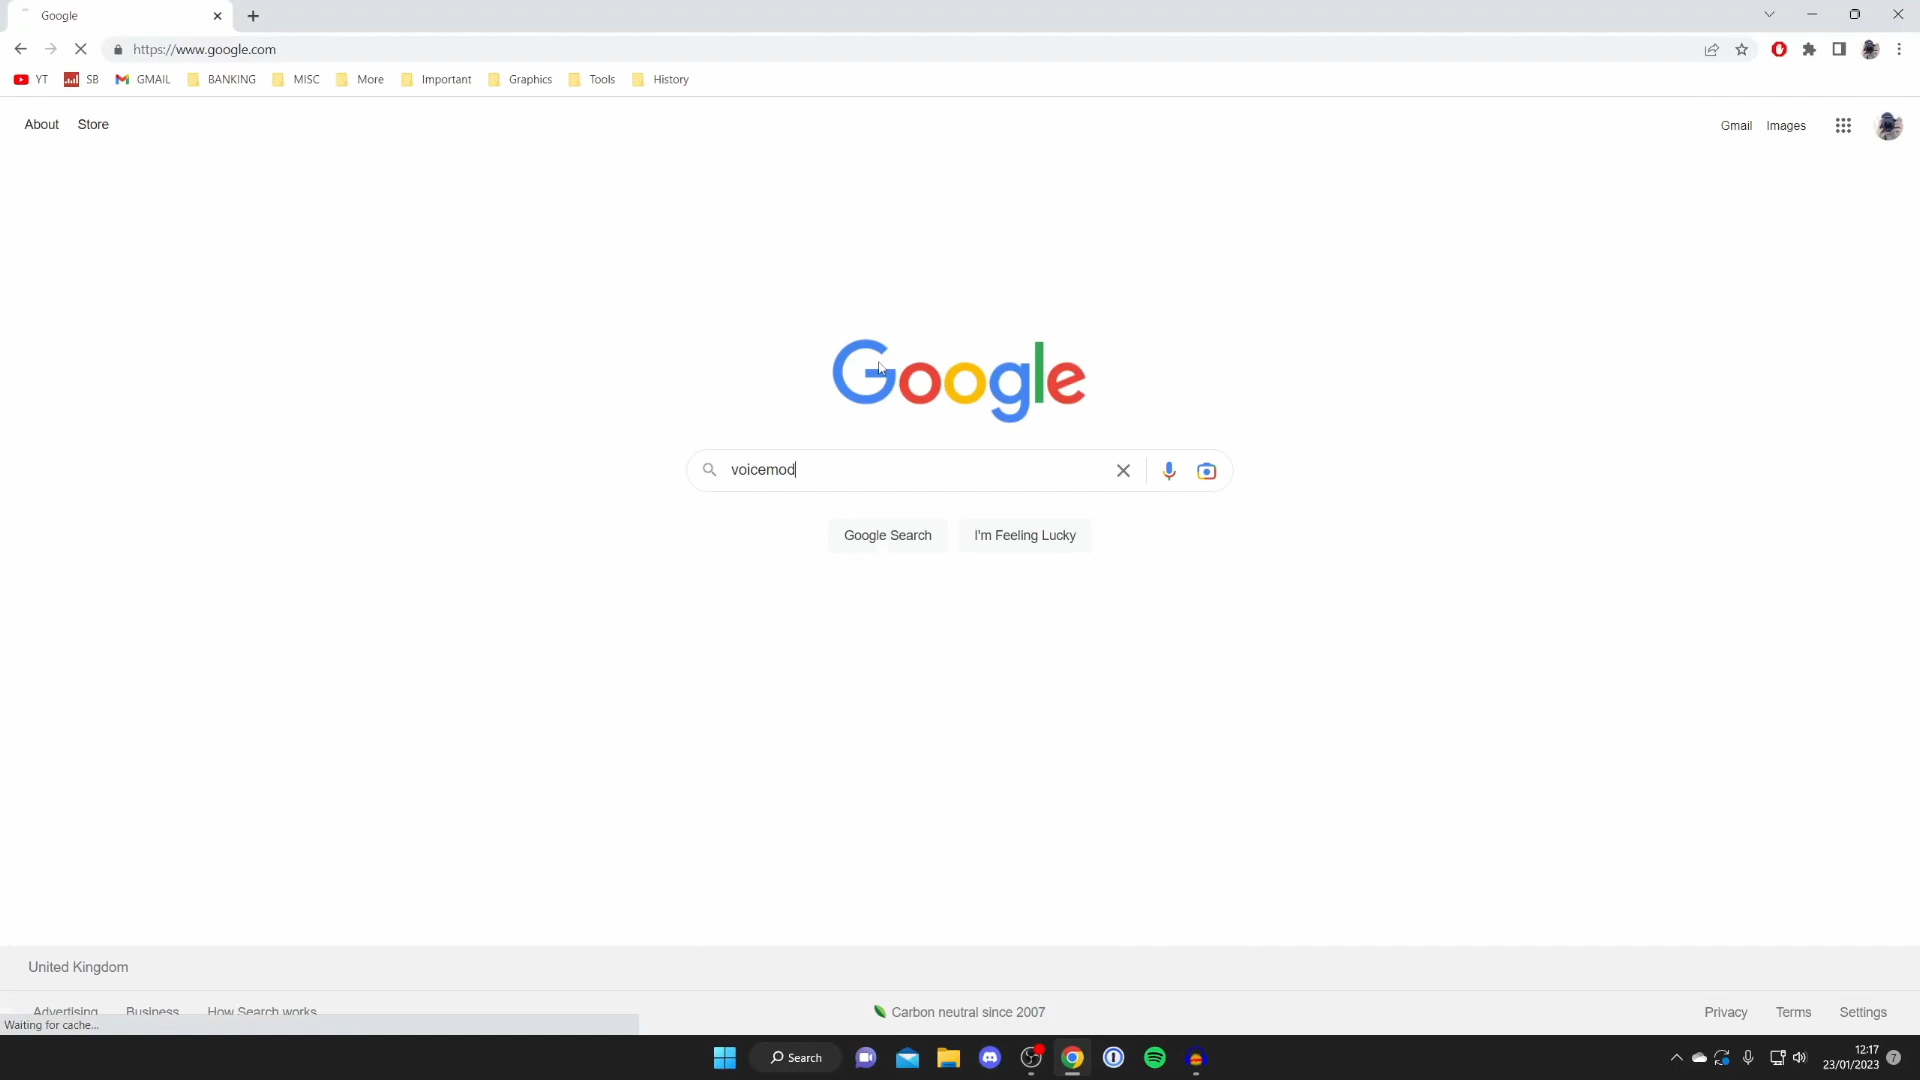 Google
https://www.google.com
YT SB GMAIL BANKING MISC More Important Graphics Tools History
About Store
Gmail Images
Google
voicemod
Google Search I'm Feeling Lucky
United Kingdom
Advertising Business How Search works Carbon neutral since 2007 Privacy Terms Settings
Waiting for cache...
Search
12:17
23/01/2023 7